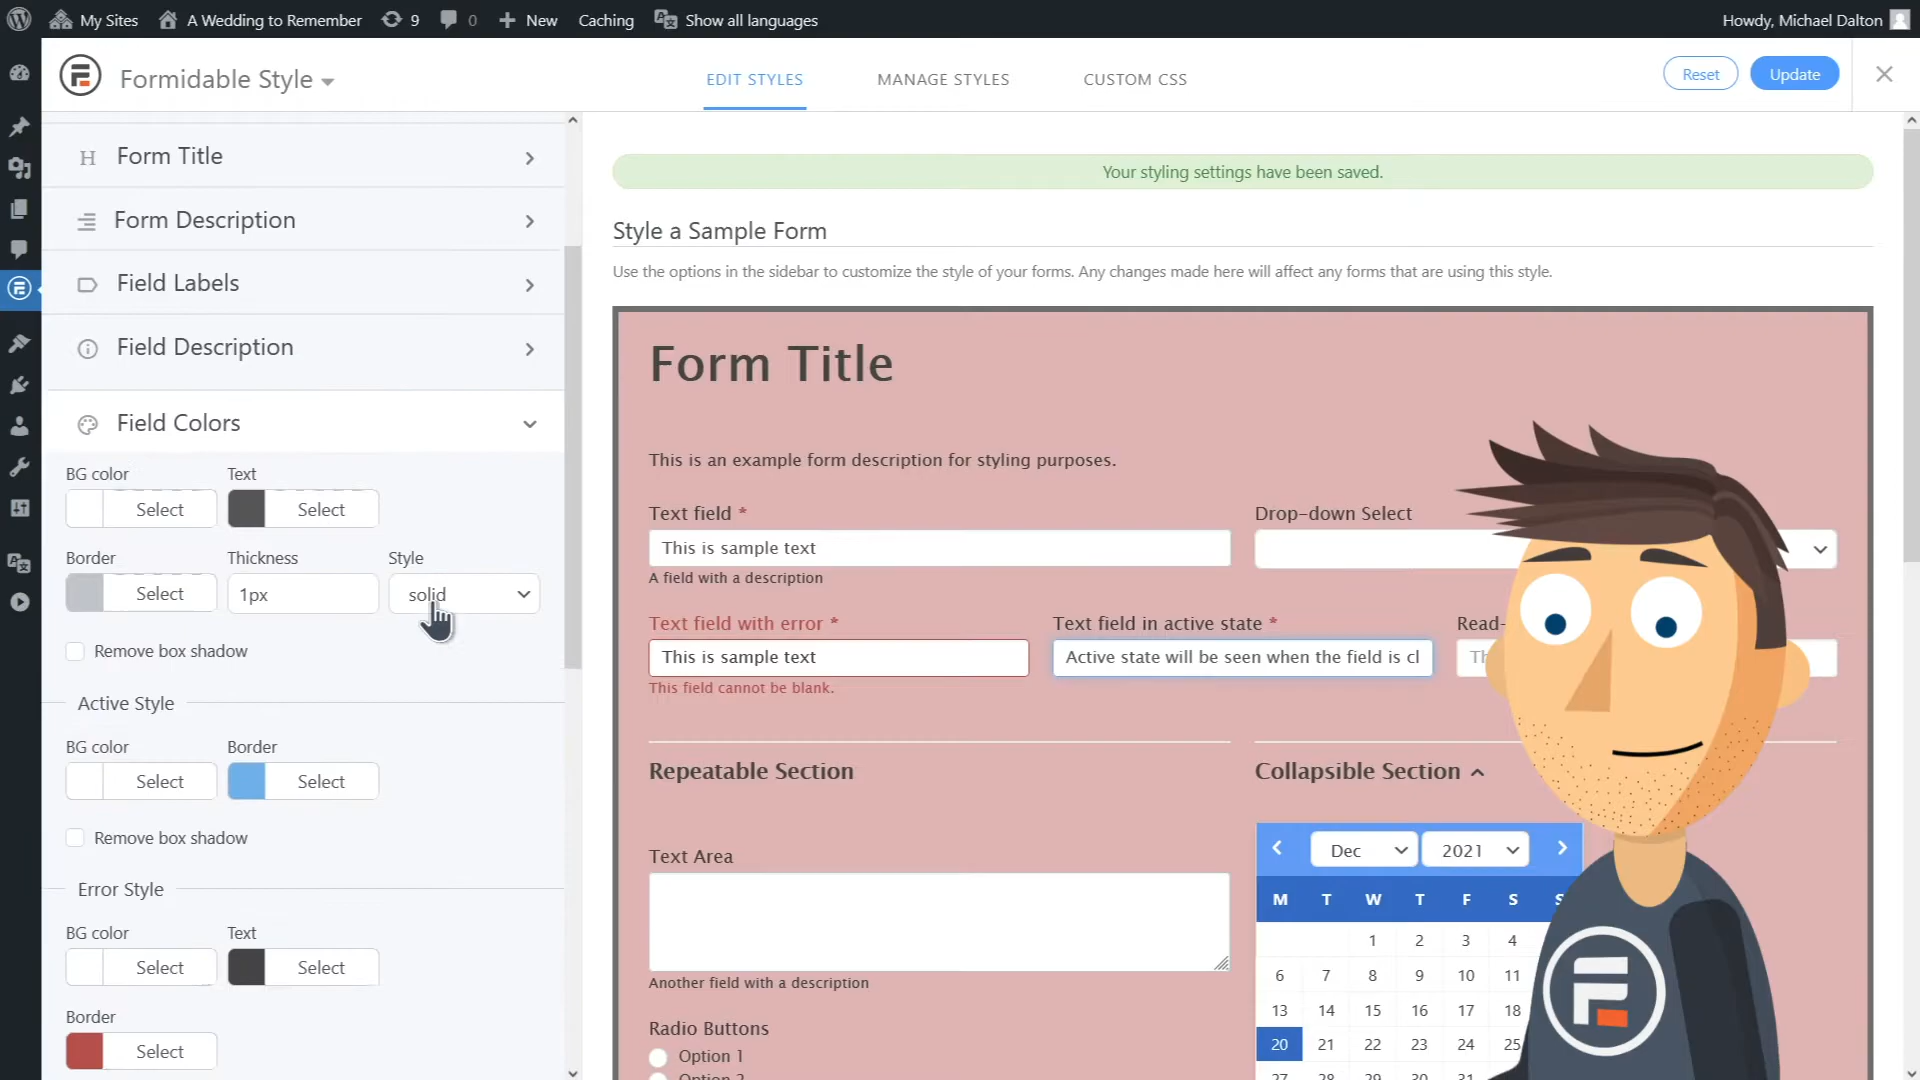 My Sites A Wedding to Remember 9 0 New Caching Show all languages Howdy, Michael Dalton
Formidable Style EDIT STYLES MANAGE STYLES CUSTOM CSS Reset Update
H Form Title
Form Description
Field Labels
Field Description
Field Colors
BG color Text
Select Select
Border Thickness Style
Select 1px solid
Remove box shadow
Active Style
BG color Border
Select Select
Remove box shadow
Error Style
BG color Text
Select Select
Border
Select
Your styling settings have been saved.
Style a Sample Form
Use the options in the sidebar to customize the style of your forms. Any changes made here will affect any forms that are using this style.
Form Title
This is an example form description for styling purposes.
Text field * Drop-down Select
This is sample text
A field with a description
Text field with error * Text field in active state * Read-
This is sample text Active state will be seen when the field is cl
This field cannot be blank.
Repeatable Section Collapsible Section
Dec 2021
Text Area
M T W T F S S
1 2 3 4
6 7 8 9 10 11
13 14 15 16 17 18
20 21 22 23 24 25
27 28 29 30 31
Another field with a description
Radio Buttons
Option 1
Option 2